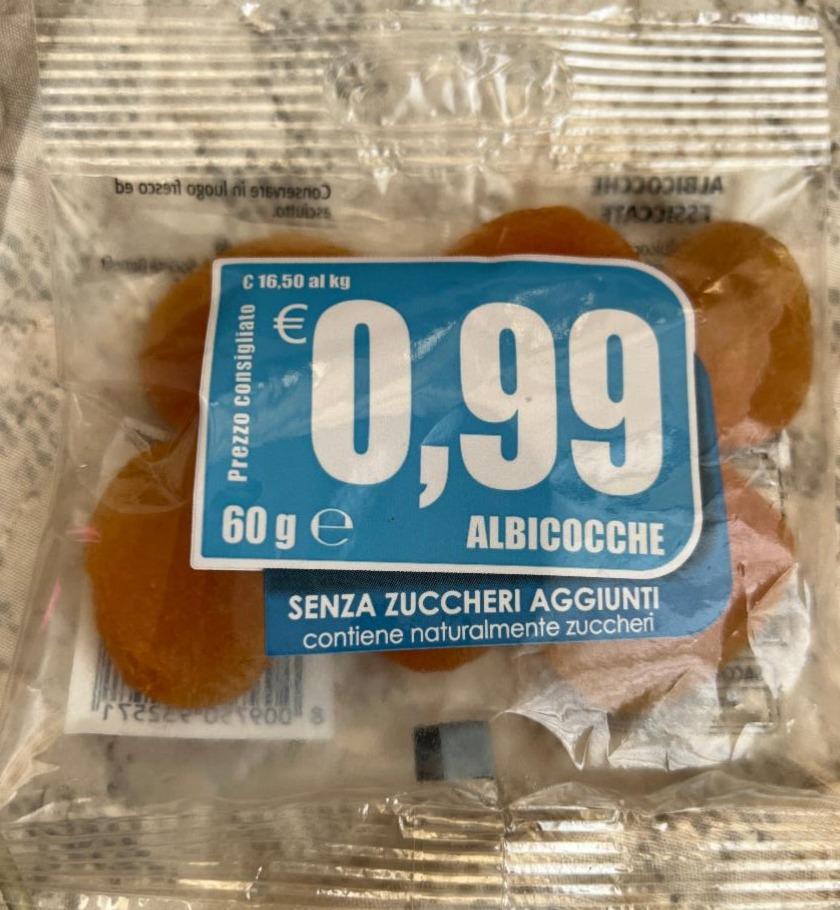 Conservare in luogo fresco ed
asciutto.
ALBICOCCHE
ESSICCATE
€ 16,50 al kg
Prezzo consigliato
€ 0,99
60 g ℮
ALBICOCCHE
SENZA ZUCCHERI AGGIUNTI
contiene naturalmente zuccheri